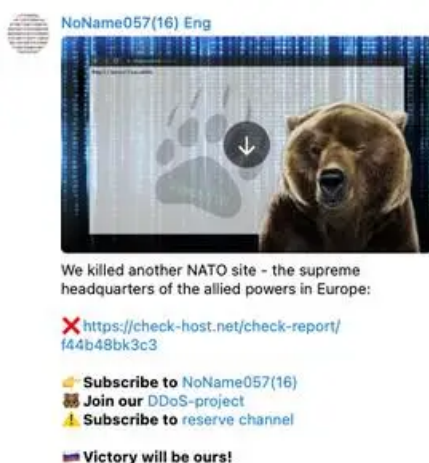 NoName057(16) Eng
We killed another NATO site - the supreme
headquarters of the allied powers in Europe:
❌https://check-host.net/check-report/
f44b48bk3c3
👉Subscribe to NoName057(16)
🐻Join our DDoS-project
⚠️Subscribe to reserve channel
🇷🇺Victory will be ours!